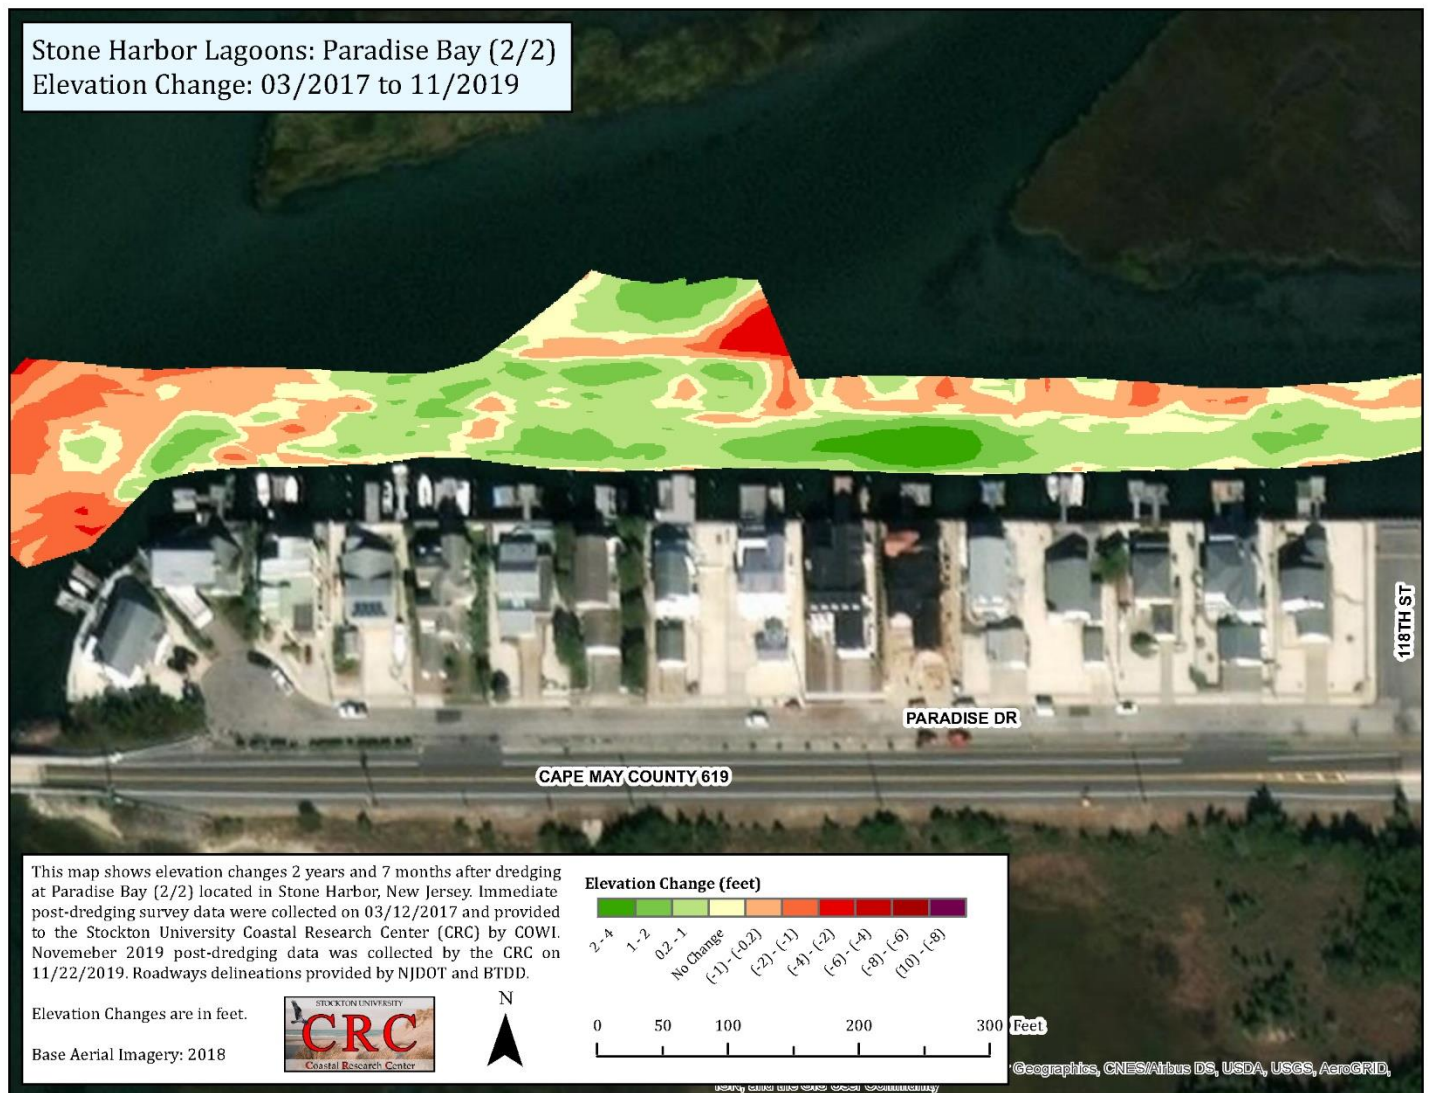 Stone Harbor Lagoons: Paradise Bay (2/2)
Elevation Change: 03/2017 to 11/2019
118TH ST
PARADISE DR
CAPE MAY COUNTY 619
This map shows elevation changes 2 years and 7 months after dredging
at Paradise Bay (2/2) located in Stone Harbor, New Jersey. Immediate
post-dredging survey data were collected on 03/12/2017 and provided
to the Stockton University Coastal Research Center (CRC) by COWI.
Novemeber 2019 post-dredging data was collected by the CRC on
11/22/2019. Roadways delineations provided by NJDOT and BTDD.
Elevation Changes are in feet.
Base Aerial Imagery: 2018
STOCKTON UNIVERSITY
CRC
Coastal Research Center
N
Elevation Change (feet)
2 - 4
1 - 2
0.2 - 1
No Change
(-1) - (-0.2)
(-2) - (-1)
(-4) - (-2)
(-6) - (-4)
(-8) - (-6)
(10) - (-8)
0 50 100 200 300 Feet
Geographics, CNES/Airbus DS, USDA, USGS, AeroGRID,
IGN, and the GIS User Community